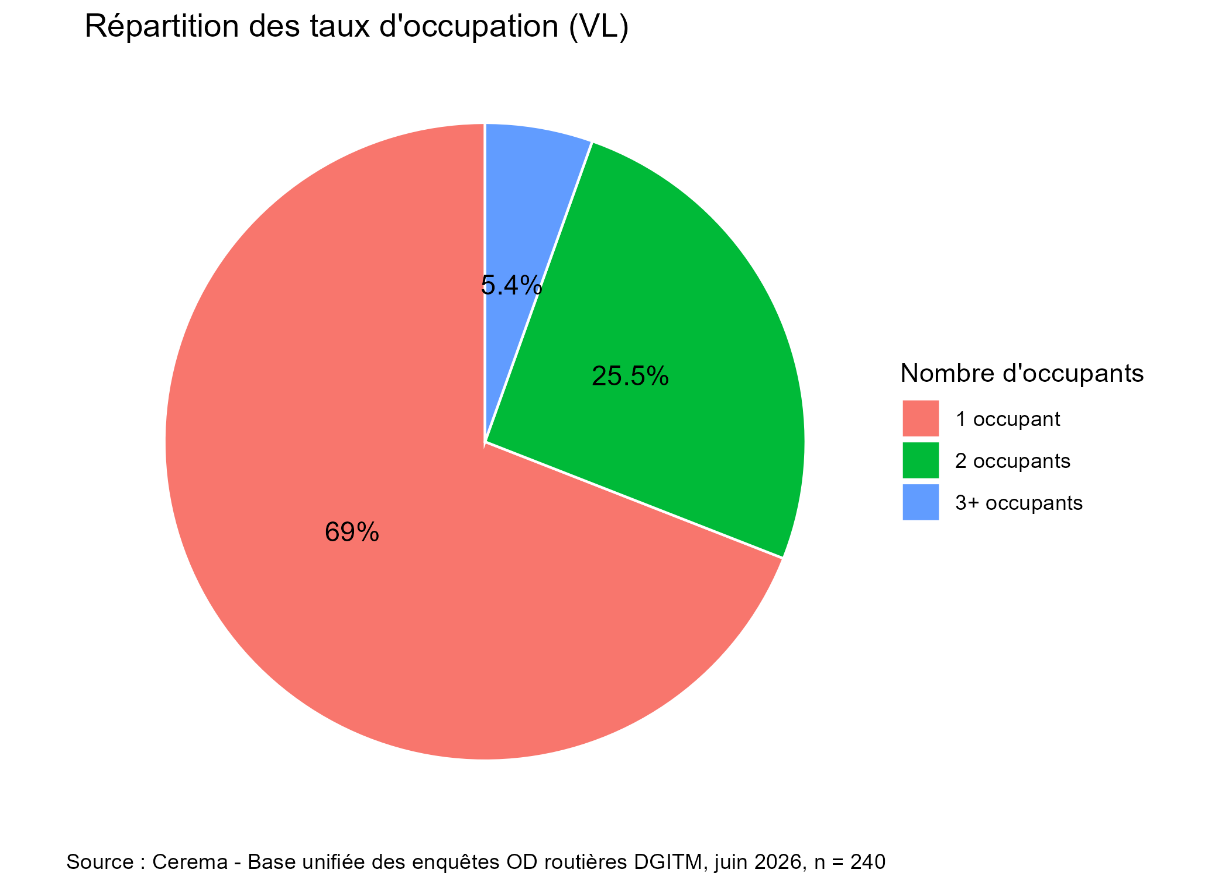 Répartition des taux d'occupation (VL)
5.4%
25.5%
69%
Nombre d'occupants
1 occupant
2 occupants
3+ occupants
Source : Cerema - Base unifiée des enquêtes OD routières DGITM, juin 2026, n = 240